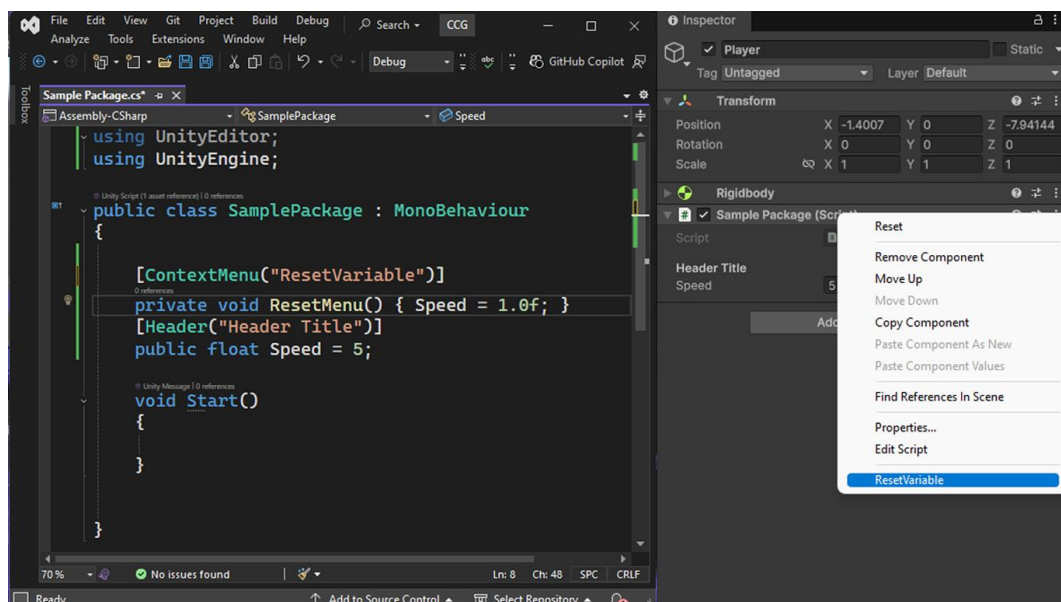 File Edit View Git Project Build Debug Search CCG
Analyze Tools Extensions Window Help
Debug abc GitHub Copilot
Toolbox
Sample Package.cs*
Assembly-CSharp SamplePackage Speed
using UnityEditor;
using UnityEngine;
Unity Script (1 asset reference) | 0 references
public class SamplePackage : MonoBehaviour
{
[ContextMenu("ResetVariable")]
0 references
private void ResetMenu() { Speed = 1.0f; }
[Header("Header Title")]
public float Speed = 5;
Unity Message | 0 references
void Start()
{
}
}
70 % No issues found Ln: 8 Ch: 48 SPC CRLF
Ready Add to Source Control Select Repository
Inspector
Player Static
Tag Untagged Layer Default
Transform
Position X -1.4007 Y 0 Z -7.94144
Rotation X 0 Y 0 Z 0
Scale X 1 Y 1 Z 1
Rigidbody
# Sample Package (Script)
Script
Header Title
Speed 5
Add
Reset
Remove Component
Move Up
Move Down
Copy Component
Paste Component As New
Paste Component Values
Find References In Scene
Properties...
Edit Script
ResetVariable